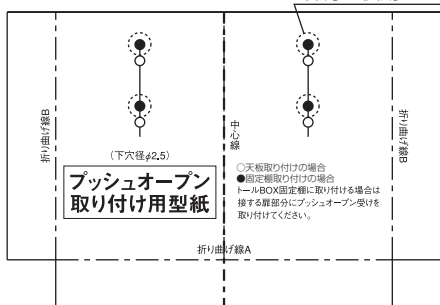 折り曲げ線B
中心線
折り曲げ線B
(下穴径φ2.5)
プッシュオープン
取り付け用型紙
○天板取り付けの場合
●固定棚取り付けの場合
トールBOX固定棚に取り付ける場合は
接する扉部分にプッシュオープン受けを
取り付けてください。
折り曲げ線A